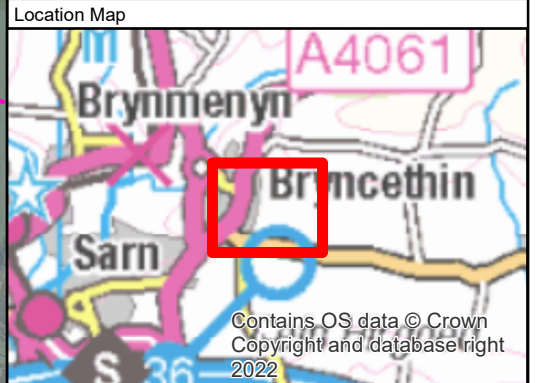 Location Map
m
A4061
Brynmenyn
Bryncethin
Sarn
Contains OS data © Crown
Copyright and database right
2022
S
36